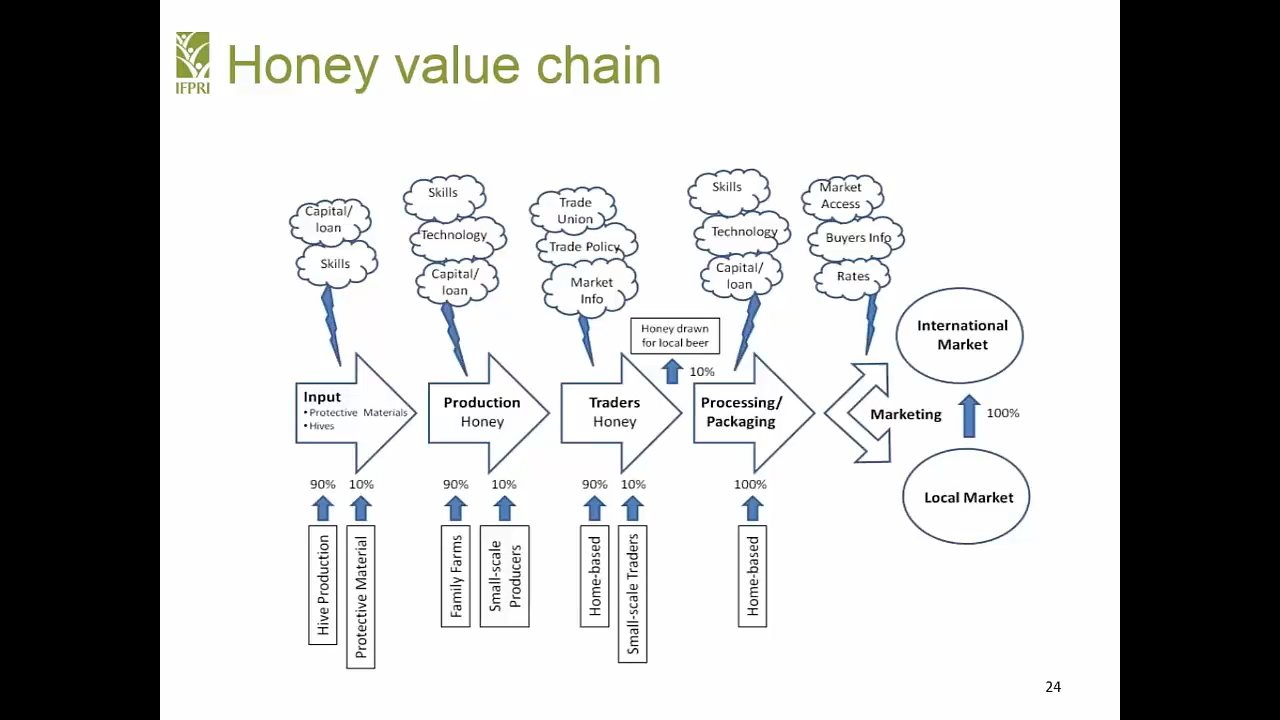 IFPRI
Honey value chain
Capital/
loan
Skills
Skills
Technology
Capital/
loan
Trade
Union
Trade Policy
Market
Info
Skills
Technology
Capital/
loan
Market
Access
Buyers Info
Rates
Honey drawn
for local beer
10%
Input
• Protective Materials
• Hives
Production
Honey
Traders
Honey
Processing/
Packaging
Marketing
International
Market
100%
Local Market
90%
10%
90%
10%
90%
10%
100%
Hive Production
Protective Material
Family Farms
Small-scale
Producers
Home-based
Small-scale Traders
Home-based
24